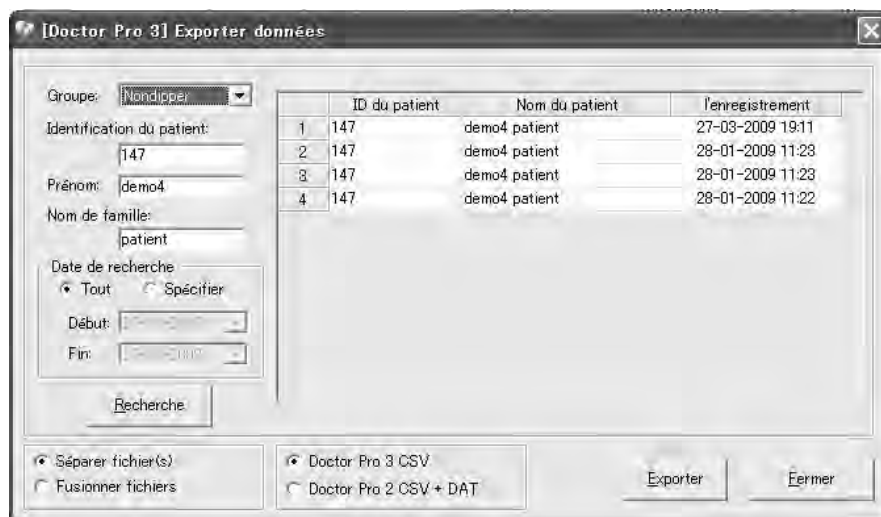 [Doctor Pro 3] Exporter données
Groupe: Nondipper
Identification du patient:
147
Prénom: demo4
Nom de famille:
patient
Date de recherche
Tout Spécifier
Début:
Fin:
Recherche
ID du patient Nom du patient l'enregistrement
1 147 demo4 patient 27-03-2009 19:11
2 147 demo4 patient 28-01-2009 11:23
3 147 demo4 patient 28-01-2009 11:23
4 147 demo4 patient 28-01-2009 11:22
Séparer fichier(s)
Fusionner fichiers
Doctor Pro 3 CSV
Doctor Pro 2 CSV + DAT
Exporter
Fermer